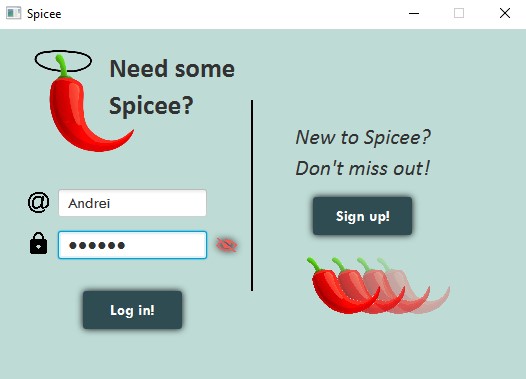 Spicee
Need some
Spicee?
@ Andrei
••••••
Log in!
New to Spicee?
Don't miss out!
Sign up!